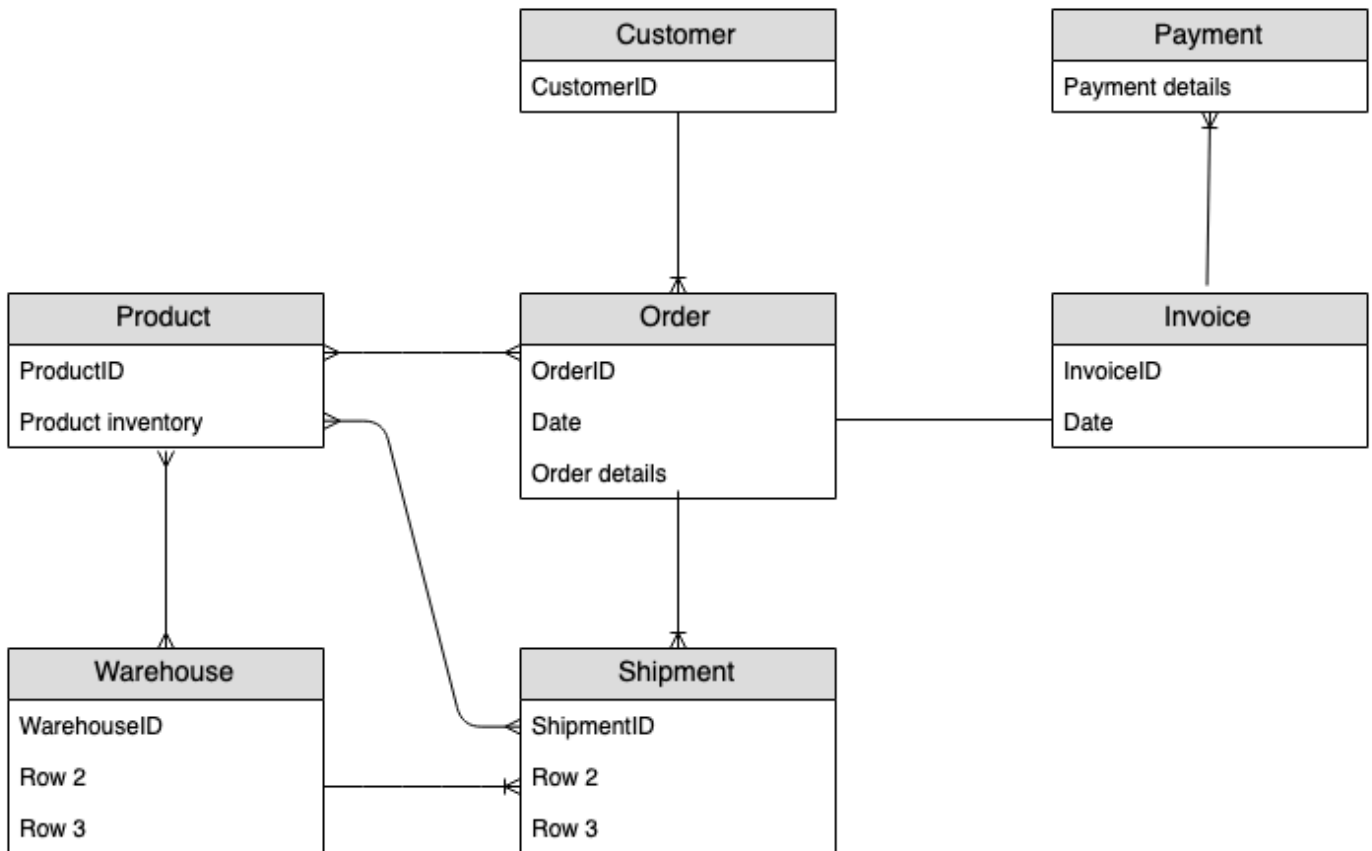 Customer
CustomerID
Payment
Payment details
Product
ProductID
Product inventory
Order
OrderID
Date
Order details
Invoice
InvoiceID
Date
Warehouse
WarehouseID
Row 2
Row 3
Shipment
ShipmentID
Row 2
Row 3